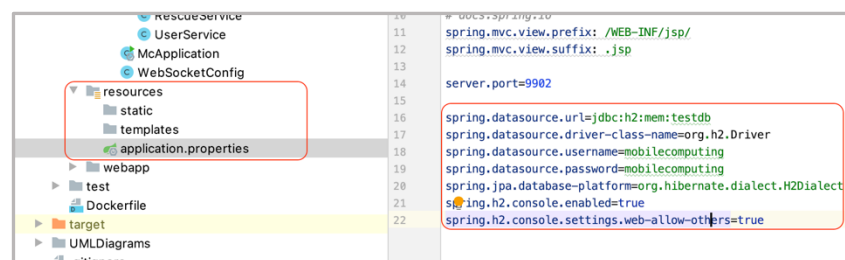 RescueService
UserService
McApplication
WebSocketConfig
resources
static
templates
application.properties
webapp
test
Dockerfile
target
UMLDiagrams
10 # docs.spring.io
11 spring.mvc.view.prefix: /WEB-INF/jsp/
12 spring.mvc.view.suffix: .jsp
13
14 server.port=9902
15
16 spring.datasource.url=jdbc:h2:mem:testdb
17 spring.datasource.driver-class-name=org.h2.Driver
18 spring.datasource.username=mobilecomputing
19 spring.datasource.password=mobilecomputing
20 spring.jpa.database-platform=org.hibernate.dialect.H2Dialect
21 spring.h2.console.enabled=true
22 spring.h2.console.settings.web-allow-others=true